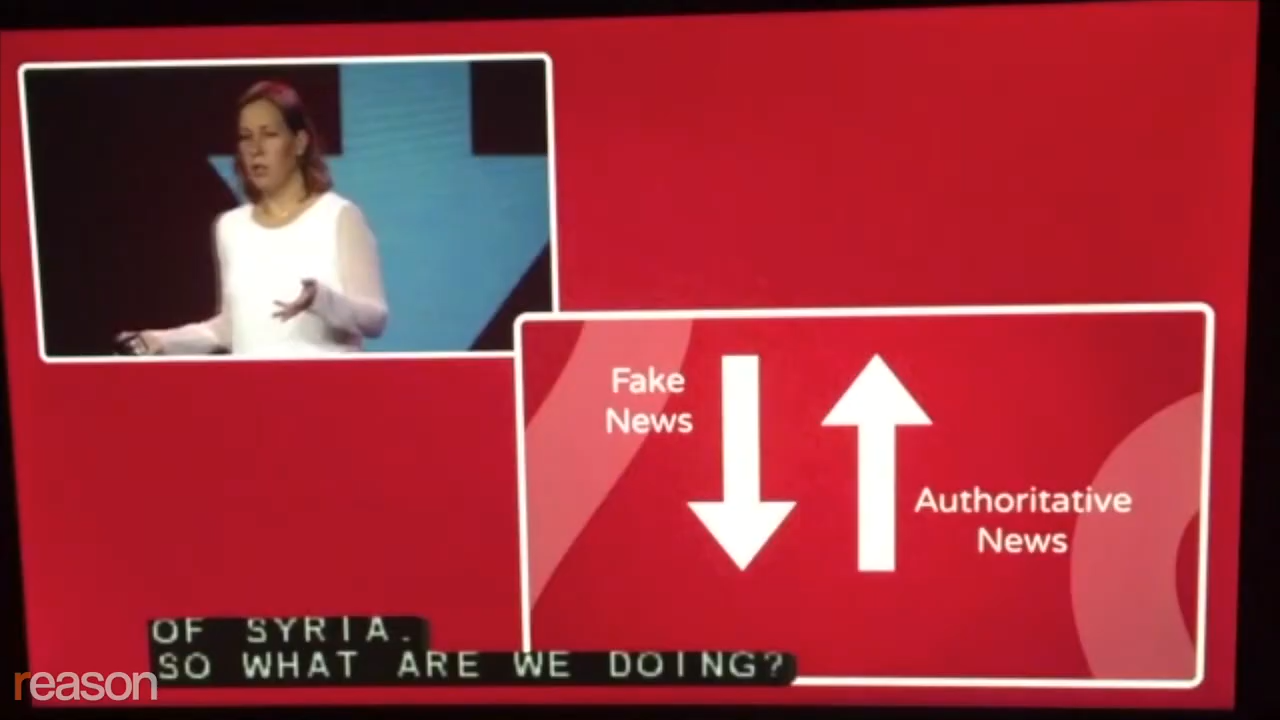 Fake
News
Authoritative
News
OF SYRIA.
SO WHAT ARE WE DOING?
reason